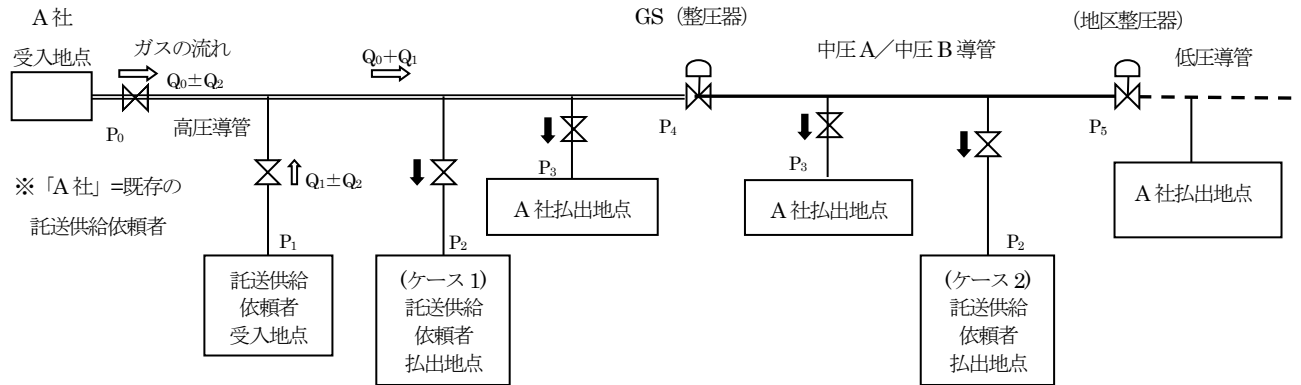 A社
受入地点
ガスの流れ
Q₀±Q₂
Q₀+Q₁
GS（整圧器）
中圧A／中圧B導管
（地区整圧器）
低圧導管
P₀
高圧導管
P₄
P₅
※「A社」=既存の
託送供給依頼者
Q₁±Q₂
P₁
P₂
P₃
A社払出地点
P₃
A社払出地点
P₂
A社払出地点
託送供給
依頼者
受入地点
(ケース1)
託送供給
依頼者
払出地点
(ケース2)
託送供給
依頼者
払出地点